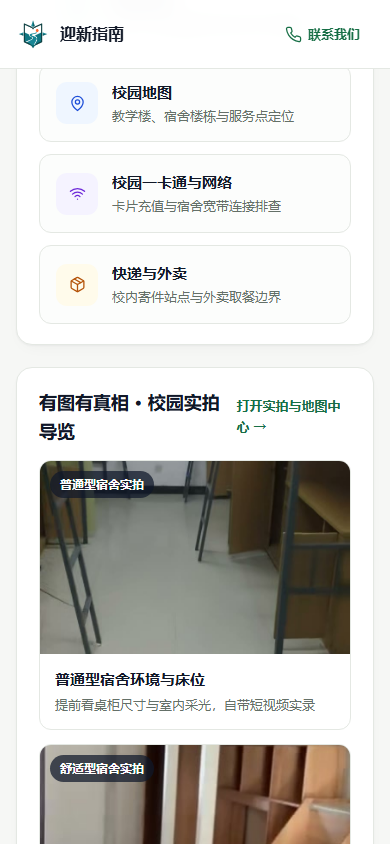 迎新指南
联系我们
校园地图
教学楼、宿舍楼栋与服务点定位
校园一卡通与网络
卡片充值与宿舍宽带连接排查
快递与外卖
校内寄件站点与外卖取餐边界
有图有真相 · 校园实拍
导览
打开实拍与地图中
心 →
普通型宿舍实拍
普通型宿舍环境与床位
提前看桌柜尺寸与室内采光，自带短视频实录
舒适型宿舍实拍